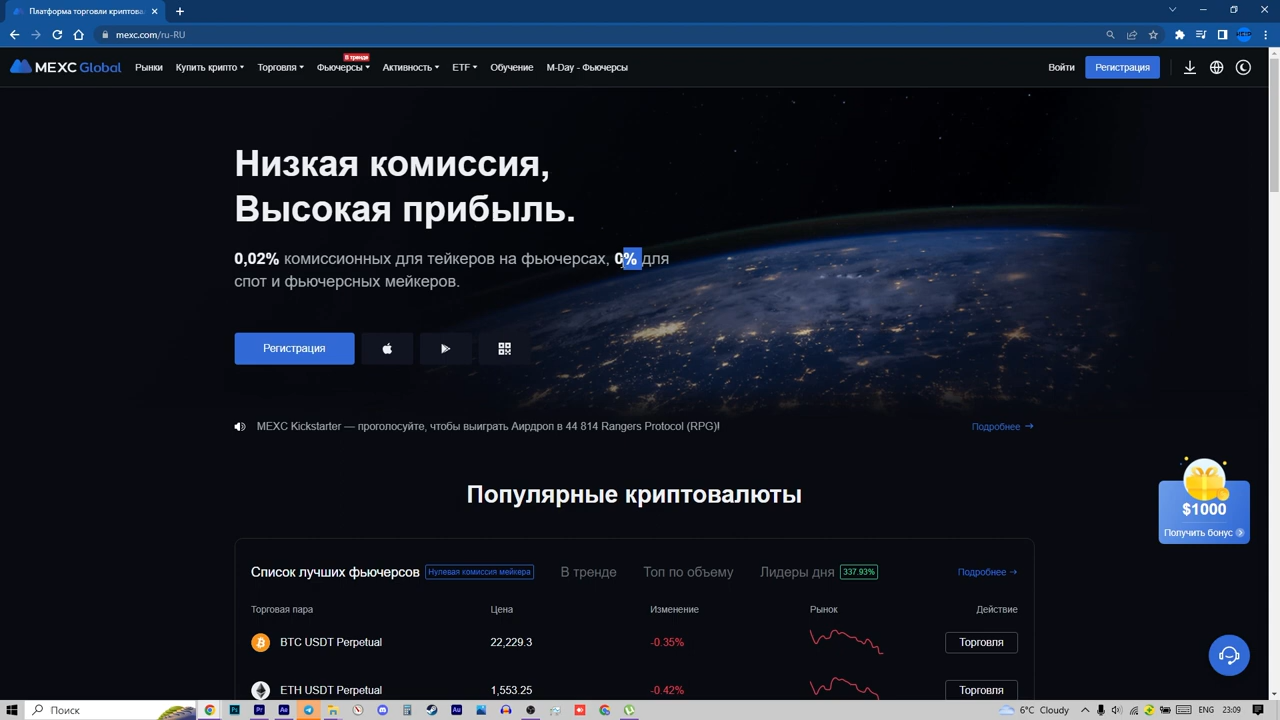 Платформа торговли криптова
mexc.com/ru-RU
MEXC Global
Рынки
Купить крипто
Торговля
Фьючерсы
В тренде
Активность
ETF
Обучение
M-Day - Фьючерсы
Войти
Регистрация
Низкая комиссия,
Высокая прибыль.
0,02% комиссионных для тейкеров на фьючерсах, 0% для
спот и фьючерсных мейкеров.
Регистрация
MEXC Kickstarter — проголосуйте, чтобы выиграть Аирдроп в 44 814 Rangers Protocol (RPG)!
Подробнее →
Популярные криптовалюты
$1000
Получить бонус
Список лучших фьючерсов
Нулевая комиссия мейкера
В тренде
Топ по объему
Лидеры дня
337.93%
Подробнее →
Торговая пара
Цена
Изменение
Рынок
Действие
BTC USDT Perpetual
22,229.3
-0.35%
Торговля
ETH USDT Perpetual
1,553.25
-0.42%
Торговля
Поиск
6°C Cloudy
ENG
23:09